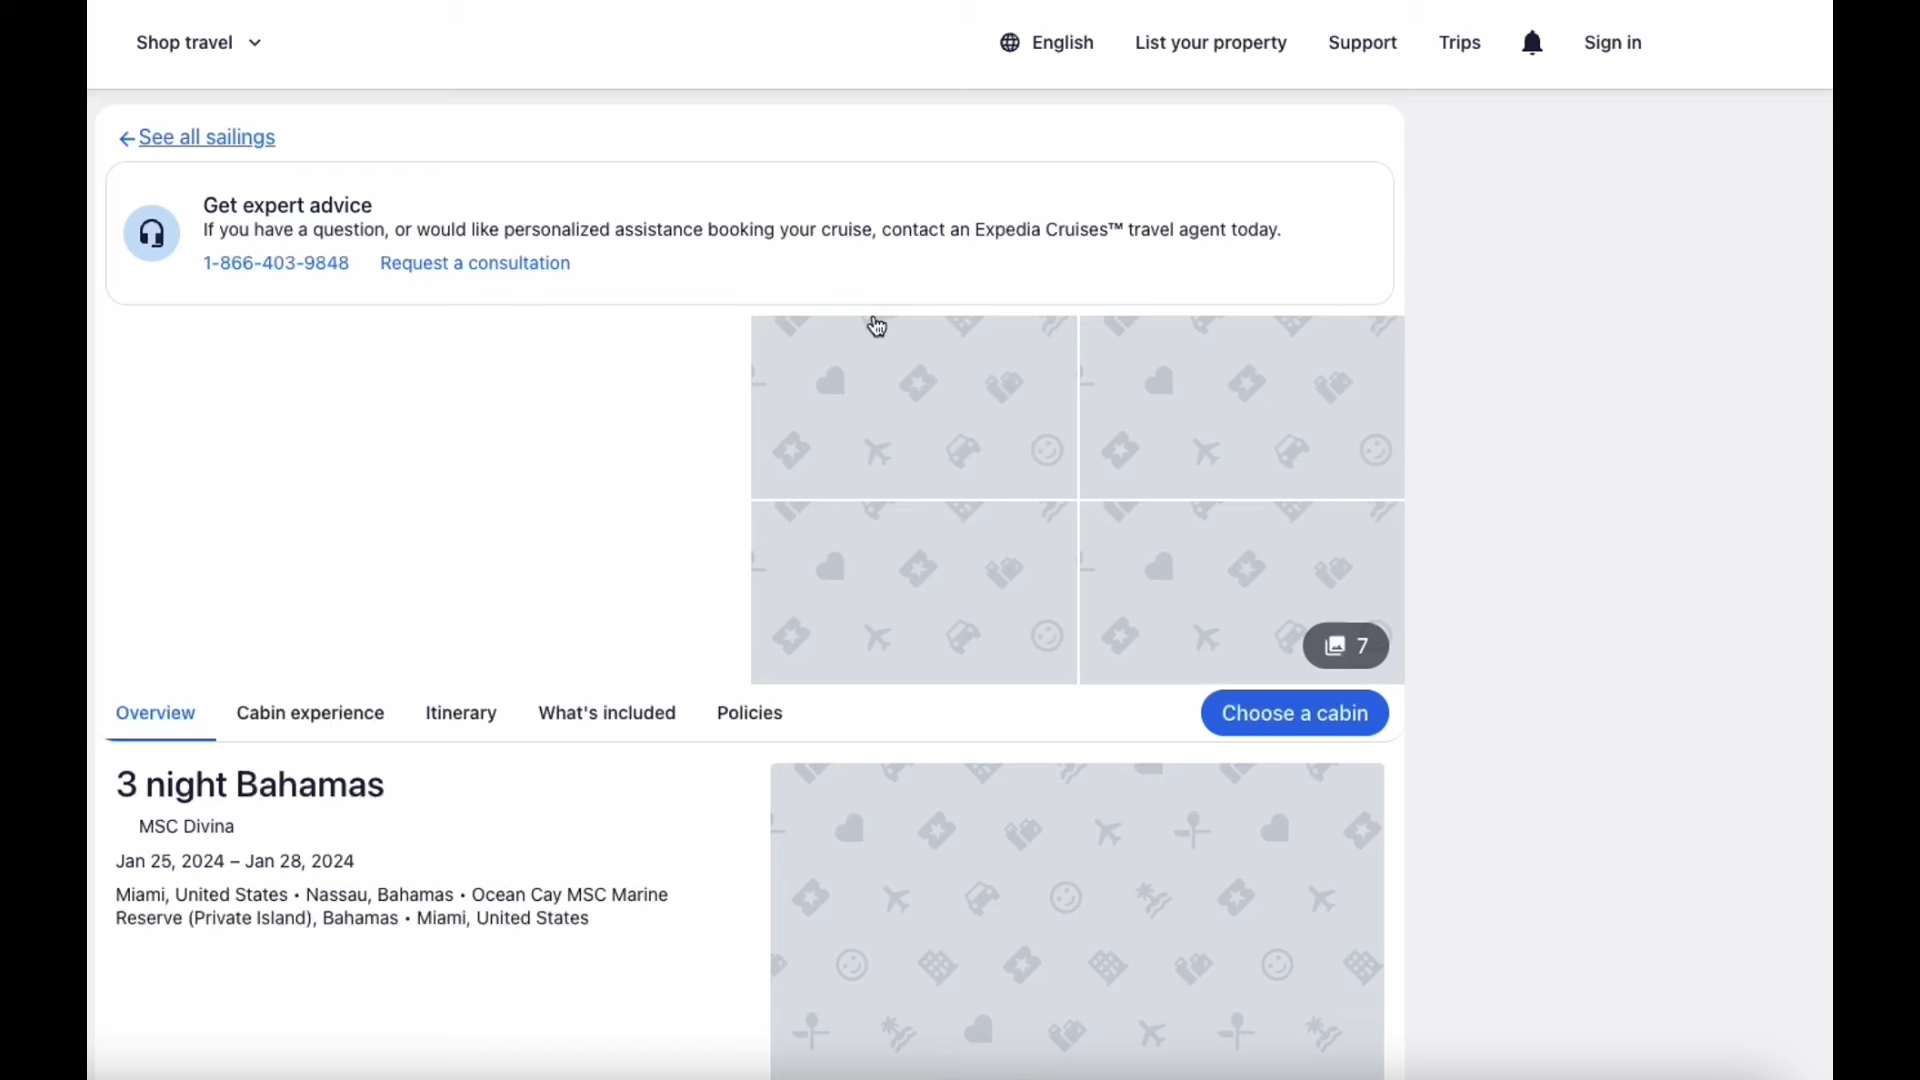 Shop travel
English
List your property
Support
Trips
Sign in
See all sailings
Get expert advice
If you have a question, or would like personalized assistance booking your cruise, contact an Expedia Cruises™ travel agent today.
1-866-403-9848
Request a consultation
7
Overview
Cabin experience
Itinerary
What's included
Policies
Choose a cabin
3 night Bahamas
MSC Divina
Jan 25, 2024 – Jan 28, 2024
Miami, United States • Nassau, Bahamas • Ocean Cay MSC Marine
Reserve (Private Island), Bahamas • Miami, United States